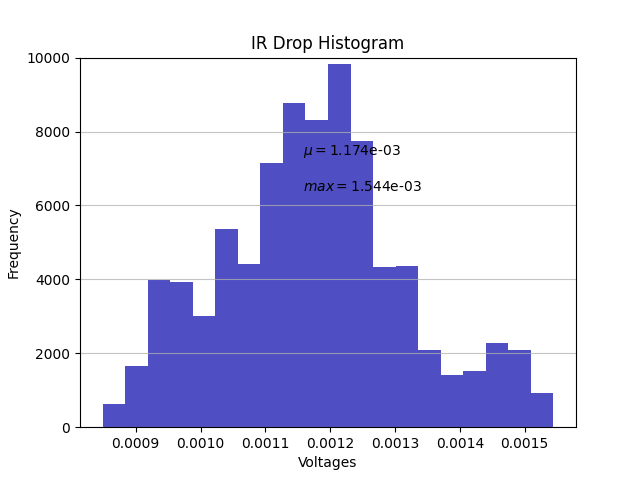 IR Drop Histogram
10000
8000
6000
4000
2000
0
Frequency
μ = 1.174e-03
max = 1.544e-03
0.0009 0.0010 0.0011 0.0012 0.0013 0.0014 0.0015
Voltages